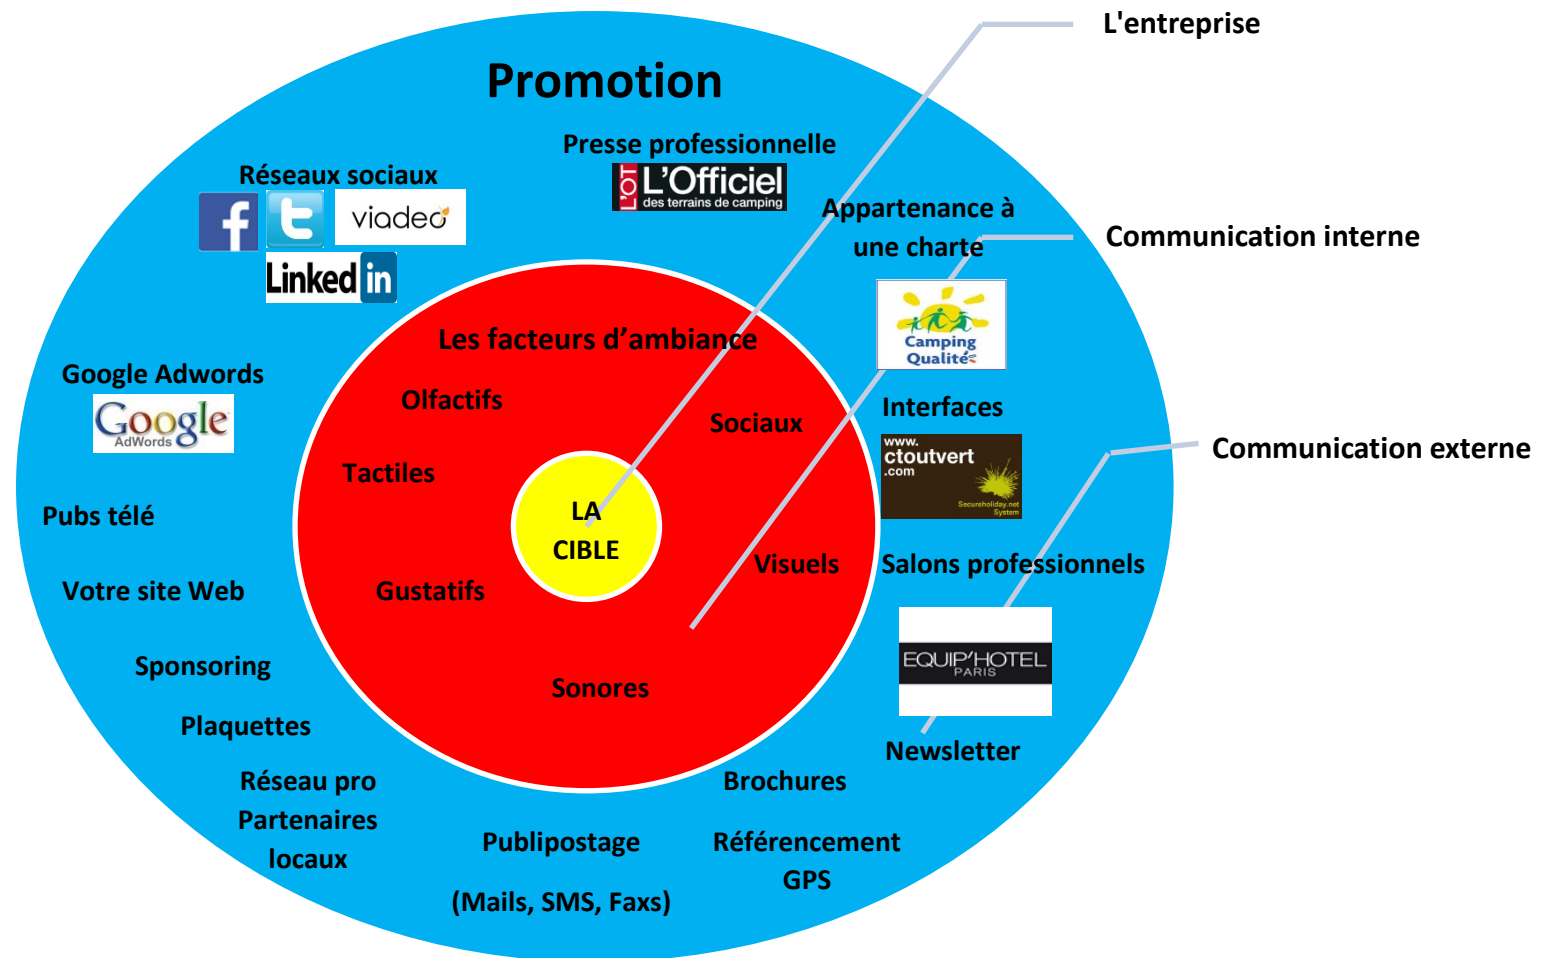 L'entreprise
Promotion
Presse professionnelle
L'OT
L'Officiel
des terrains de camping
Réseaux sociaux
f
t
viadeo
Linked in
Appartenance à
une charte
Communication interne
Camping
Qualité
Les facteurs d’ambiance
Google Adwords
Google
AdWords
Olfactifs
Sociaux
Interfaces
www.
ctoutvert
.com
Secureholiday.net
System
Communication externe
Tactiles
LA
CIBLE
Pubs télé
Visuels
Salons professionnels
Votre site Web
Gustatifs
EQUIP'HOTEL
PARIS
Sponsoring
Sonores
Plaquettes
Newsletter
Réseau pro
Partenaires
locaux
Brochures
Publipostage
(Mails, SMS, Faxs)
Référencement
GPS